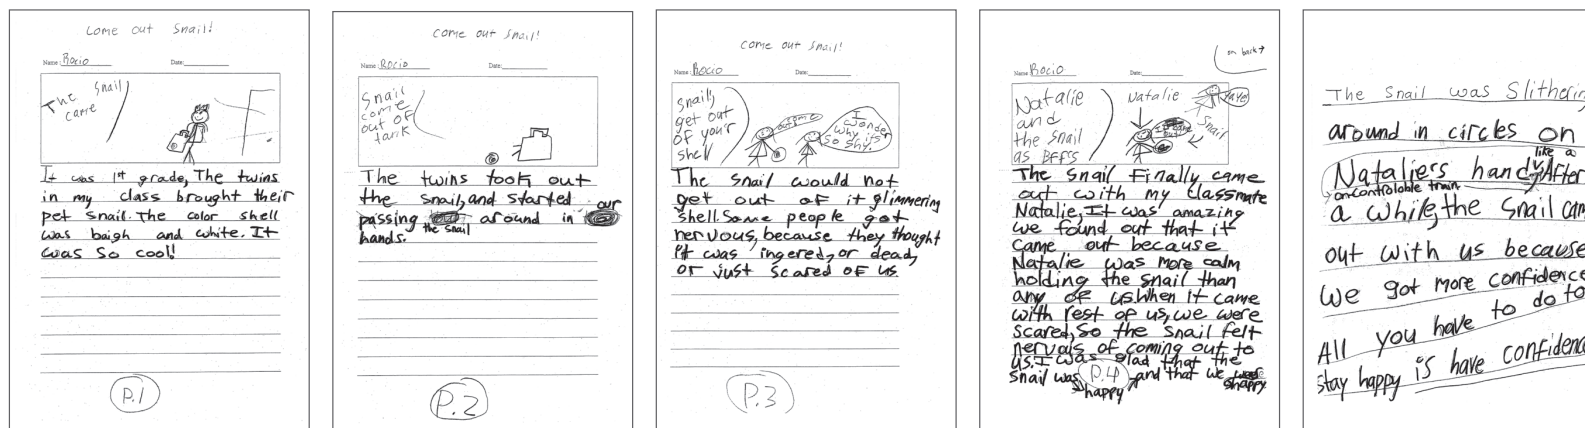 Come out Snail!
Name: Rocio Date:
The Snail
came
It was 1st grade, The twins
in my class brought their
pet snail. The color shell
was baigh and white. It
was so cool!
P.1
Come out Snail!
Name: Rocio Date:
Snail
come
out of
tank
The twins took out
the snail, and started our
passing around in
the snail
hands.
P.2
Come out Snail!
Name: Rocio Date:
Snail,
get out
of your
shell
I
wonder
why it's
so shy.
The snail would not
get out of it glimmering
shell. Some people got
nervous, because they thought
it was ingered, or dead,
or just scared of us.
P.3
on back →
Name: Rocio Date:
Natalie
and
the snail
as BFFs
Natalie
Snail
The snail Finally came
out with my classmate
Natalie, It was amazing
we found out that it
came out because
Natalie was more calm
holding the snail than
any of us. When it came
with rest of us, we were
scared, So the snail felt
nervals of coming out to
us. I was glad that the
snail was happy and that we
happy
P.4
The snail was Slitherin
around in circles on
Natalie's hand like a After
oncontrolable train
a while, the snail cam
out with us because
We got more confidence
All you have to do to
stay happy is have confidence